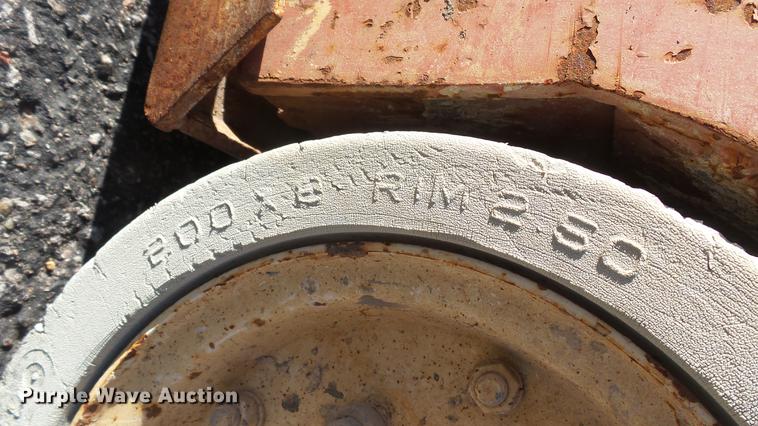 200 X 8 RIM 2 50
Purple Wave Auction